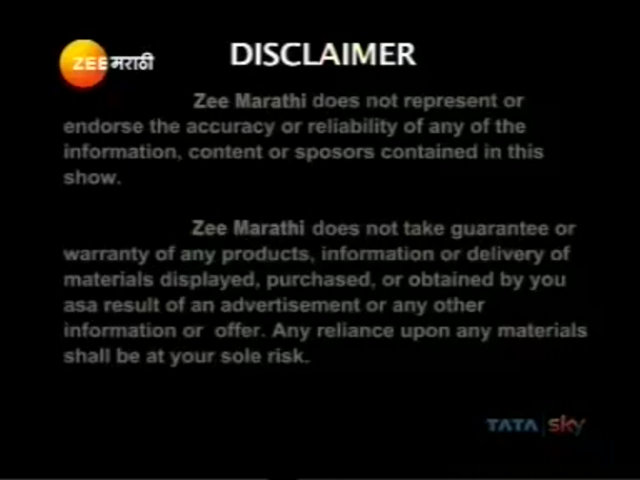 DISCLAIMER
ZEE मराठी
Zee Marathi does not represent or
endorse the accuracy or reliability of any of the
information, content or sposors contained in this
show.
Zee Marathi does not take guarantee or
warranty of any products, information or delivery of
materials displayed, purchased, or obtained by you
asa result of an advertisement or any other
information or offer. Any reliance upon any materials
shall be at your sole risk.
TATA sky